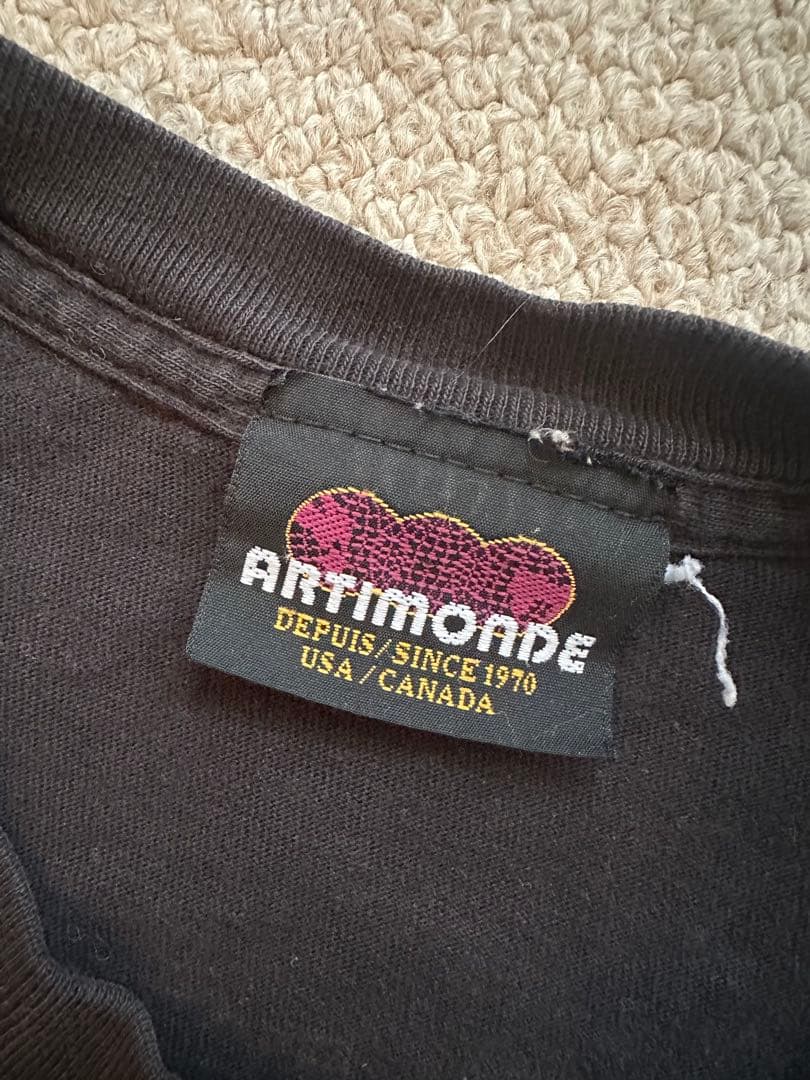 ARTIMONDE
DEPUIS/SINCE 1970
USA/CANADA